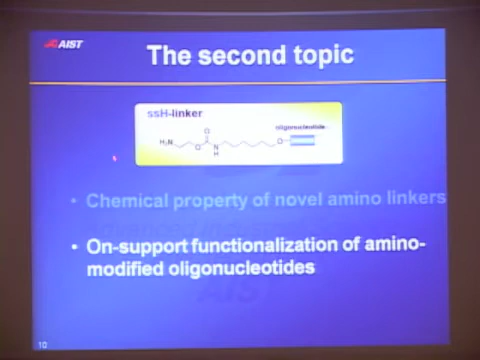 AIST
The second topic
ssH-linker
oligonucleotide
H₂N
O
O
N
H
O
• Chemical property of novel amino linkers
• On-support functionalization of amino-
modified oligonucleotides
AIST
10